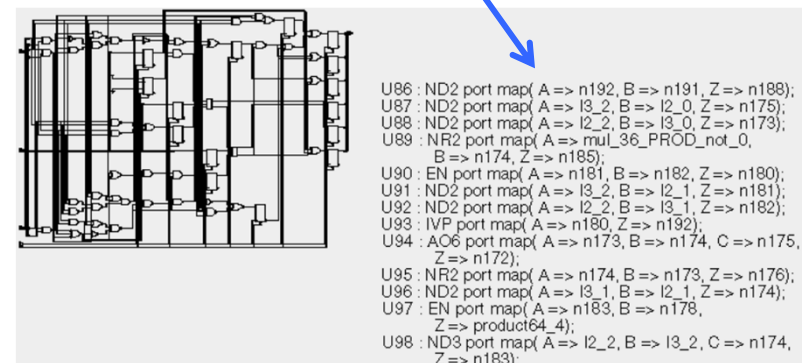 U86 : ND2 port map( A => n192, B => n191, Z => n188);
U87 : ND2 port map( A => I3_2, B => I2_0, Z => n175);
U88 : ND2 port map( A => I2_2, B => I3_0, Z => n173);
U89 : NR2 port map( A => mul_36_PROD_not_0,
B => n174, Z => n185);
U90 : EN port map( A => n181, B => n182, Z => n180);
U91 : ND2 port map( A => I3_2, B => I2_1, Z => n181);
U92 : ND2 port map( A => I2_2, B => I3_1, Z => n182);
U93 : IVP port map( A => n180, Z => n192);
U94 : AO6 port map( A => n173, B => n174, C => n175,
Z => n172);
U95 : NR2 port map( A => n174, B => n173, Z => n176);
U96 : ND2 port map( A => I3_1, B => I2_1, Z => n174);
U97 : EN port map( A => n183, B => n178,
Z => product64_4);
U98 : ND3 port map( A => I2_2, B => I3_2, C => n174,
Z => n183);